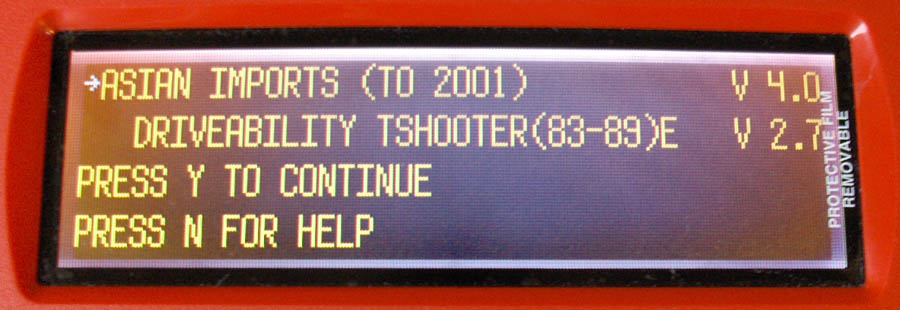 →ASIAN IMPORTS (TO 2001) V 4.0
DRIVEABILITY TSHOOTER(83-89)E V 2.7
PRESS Y TO CONTINUE
PRESS N FOR HELP
PROTECTIVE FILM
REMOVABLE